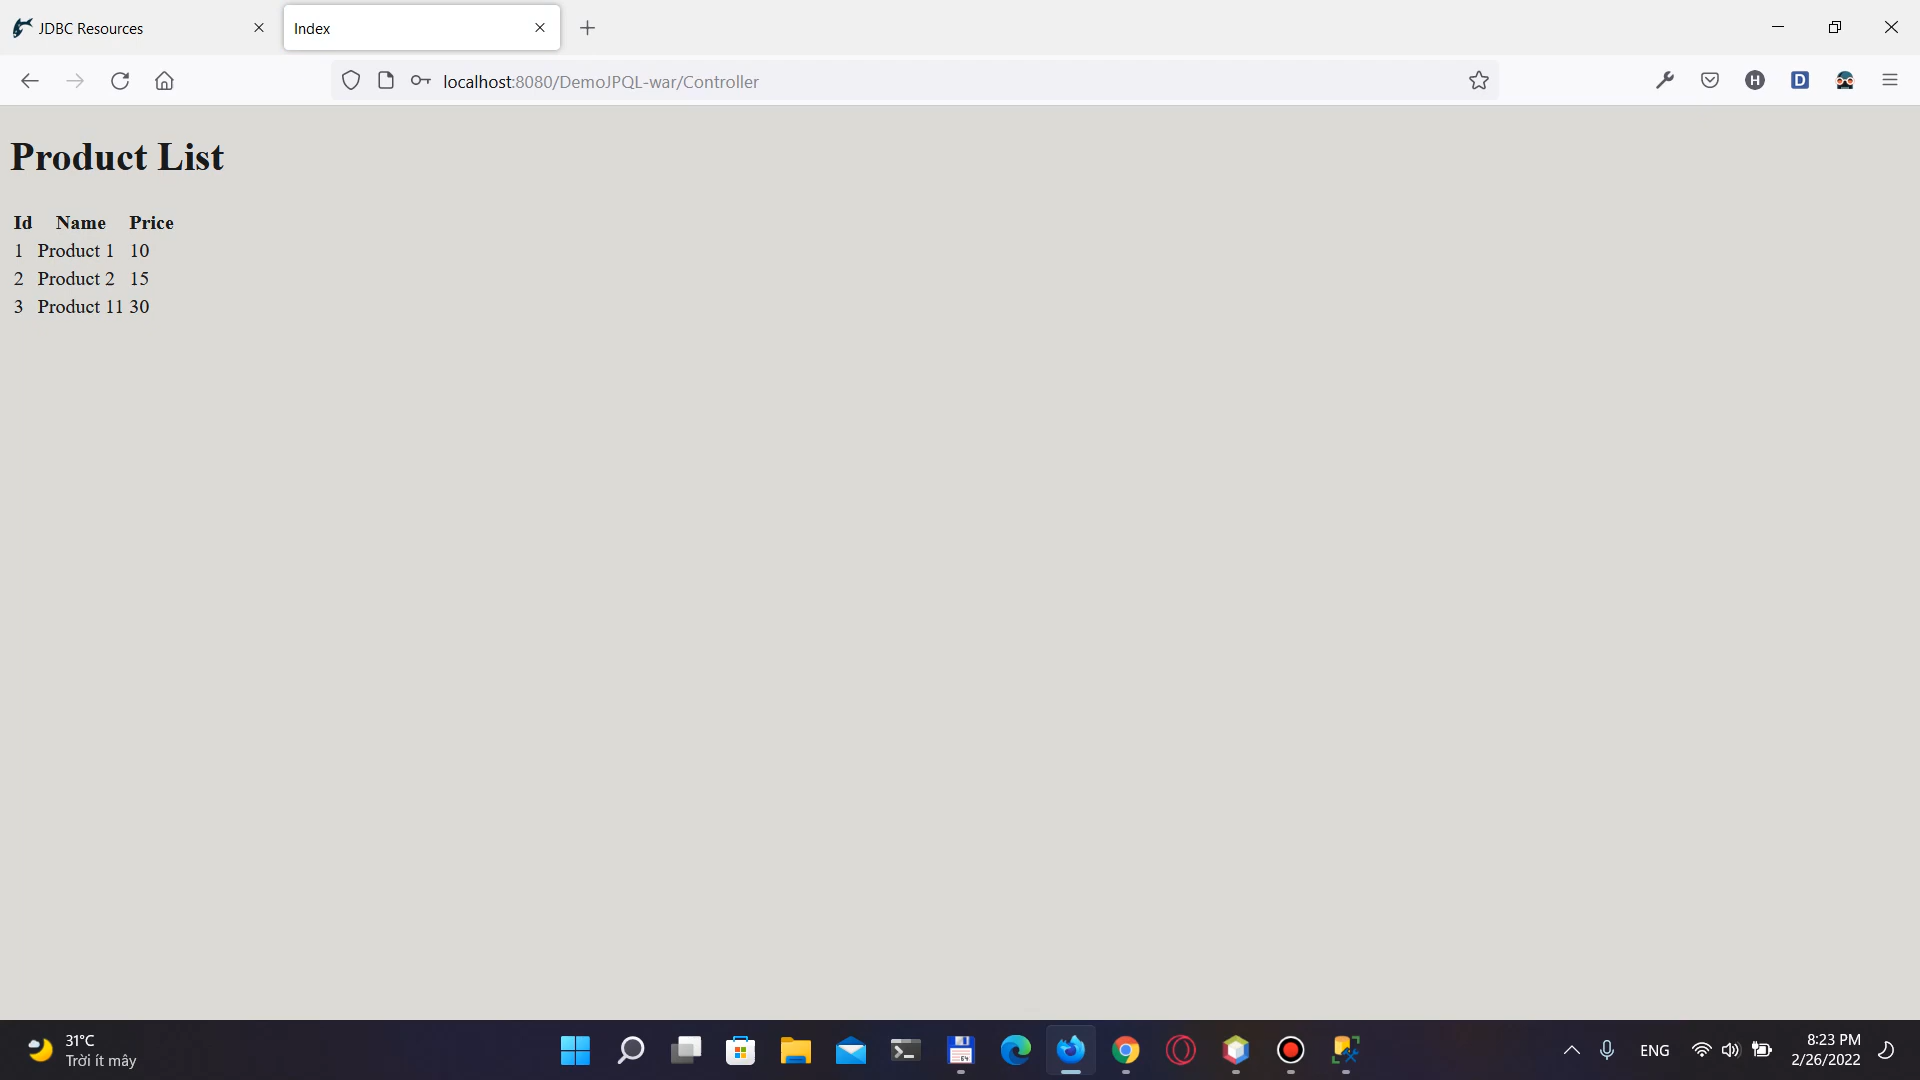 JDBC Resources
Index
localhost:8080/DemoJPQL-war/Controller
H
D
Product List
Id Name Price
1 Product 1 10
2 Product 2 15
3 Product 11 30
31°C
Trời ít mây
64
ENG
8:23 PM
2/26/2022